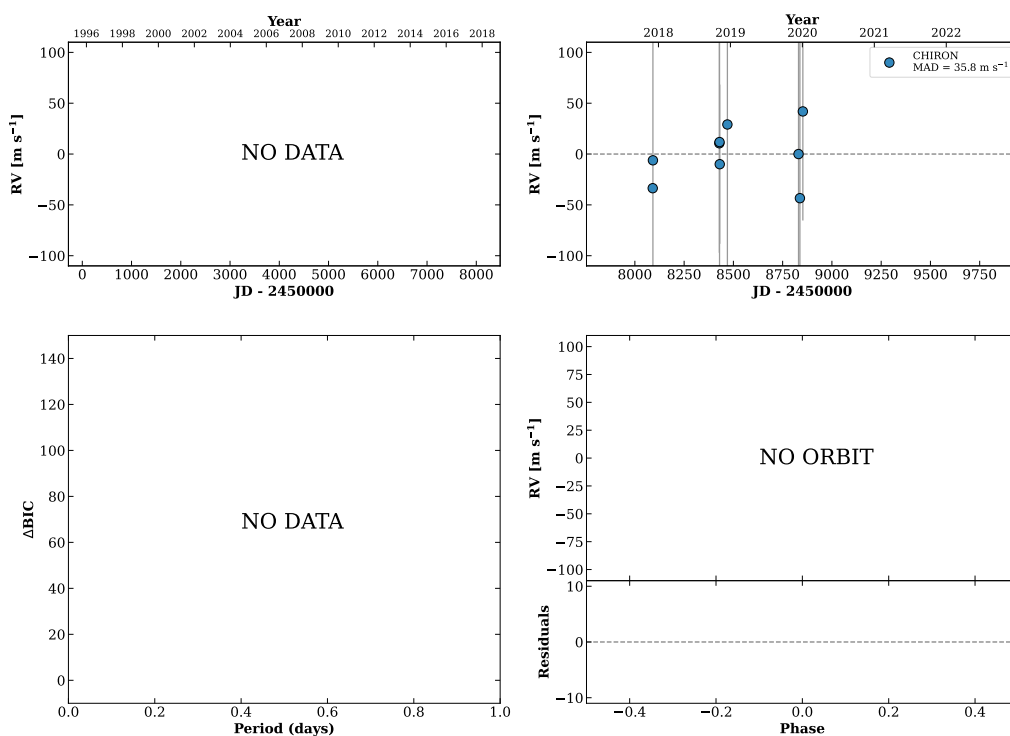 Year
1996 1998 2000 2002 2004 2006 2008 2010 2012 2014 2016 2018
100
50
0
−50
−100
RV [m s⁻¹]
NO DATA
0 1000 2000 3000 4000 5000 6000 7000 8000
JD - 2450000
Year
2018 2019 2020 2021 2022
CHIRON
MAD = 35.8 m s⁻¹
100
50
0
−50
−100
RV [m s⁻¹]
8000 8250 8500 8750 9000 9250 9500 9750
JD - 2450000
140
120
100
80
60
40
20
0
ΔBIC
NO DATA
0.0 0.2 0.4 0.6 0.8 1.0
Period (days)
100
75
50
25
0
−25
−50
−75
−100
RV [m s⁻¹]
NO ORBIT
10
0
−10
Residuals
−0.4 −0.2 0.0 0.2 0.4
Phase